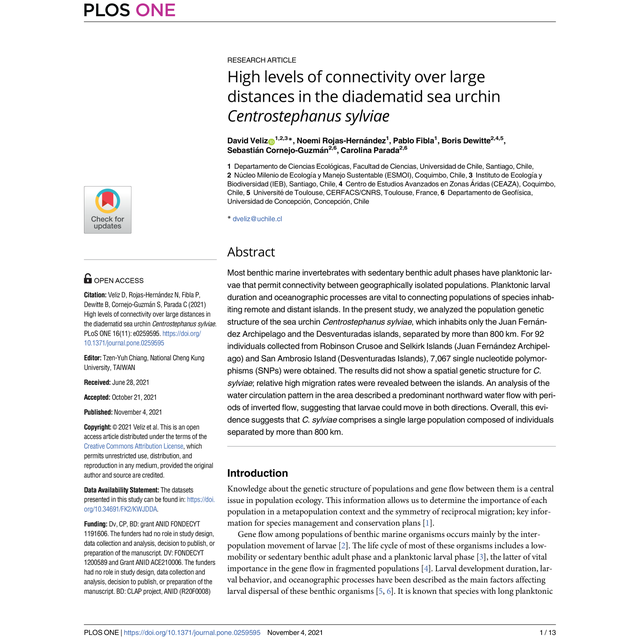 PLOS ONE
RESEARCH ARTICLE
High levels of connectivity over large
distances in the diadematid sea urchin
Centrostephanus sylviae
David Veliz1,2,3*, Noemi Rojas-Hernández1, Pablo Fibla1, Boris Dewitte2,4,5,
Sebastián Cornejo-Guzmán2,6, Carolina Parada2,6
1 Departamento de Ciencias Ecológicas, Facultad de Ciencias, Universidad de Chile, Santiago, Chile,
2 Núcleo Milenio de Ecología y Manejo Sustentable (ESMOI), Coquimbo, Chile, 3 Instituto de Ecología y
Biodiversidad (IEB), Santiago, Chile, 4 Centro de Estudios Avanzados en Zonas Áridas (CEAZA), Coquimbo,
Chile, 5 Université de Toulouse, CERFACS/CNRS, Toulouse, France, 6 Departamento de Geofísica,
Universidad de Concepción, Concepción, Chile
* dveliz@uchile.cl
Check for
updates
OPEN ACCESS
Citation: Veliz D, Rojas-Hernández N, Fibla P,
Dewitte B, Cornejo-Guzmán S, Parada C (2021)
High levels of connectivity over large distances in
the diadematid sea urchin Centrostephanus sylviae.
PLoS ONE 16(11): e0259595. https://doi.org/
10.1371/journal.pone.0259595
Editor: Tzen-Yuh Chiang, National Cheng Kung
University, TAIWAN
Received: June 28, 2021
Accepted: October 21, 2021
Published: November 4, 2021
Copyright: © 2021 Veliz et al. This is an open
access article distributed under the terms of the
Creative Commons Attribution License, which
permits unrestricted use, distribution, and
reproduction in any medium, provided the original
author and source are credited.
Data Availability Statement: The datasets
presented in this study can be found in: https://doi.
org/10.34691/FK2/KWJDDA.
Funding: Dv, CP, BD: grant ANID FONDECYT
1191606. The funders had no role in study design,
data collection and analysis, decision to publish, or
preparation of the manuscript. DV: FONDECYT
1200589 and Grant ANID ACE210006. The funders
had no role in study design, data collection and
analysis, decision to publish, or preparation of the
manuscript. BD: CLAP project, ANID (R20F0008)
Abstract
Most benthic marine invertebrates with sedentary benthic adult phases have planktonic lar-
vae that permit connectivity between geographically isolated populations. Planktonic larval
duration and oceanographic processes are vital to connecting populations of species inhab-
iting remote and distant islands. In the present study, we analyzed the population genetic
structure of the sea urchin Centrostephanus sylviae, which inhabits only the Juan Fernán-
dez Archipelago and the Desventuradas islands, separated by more than 800 km. For 92
individuals collected from Robinson Crusoe and Selkirk Islands (Juan Fernández Archipel-
ago) and San Ambrosio Island (Desventuradas Islands), 7,067 single nucleotide polymor-
phisms (SNPs) were obtained. The results did not show a spatial genetic structure for C.
sylviae; relative high migration rates were revealed between the islands. An analysis of the
water circulation pattern in the area described a predominant northward water flow with peri-
ods of inverted flow, suggesting that larvae could move in both directions. Overall, this evi-
dence suggests that C. sylviae comprises a single large population composed of individuals
separated by more than 800 km.
Introduction
Knowledge about the genetic structure of populations and gene flow between them is a central
issue in population ecology. This information allows us to determine the importance of each
population in a metapopulation context and the symmetry of reciprocal migration; key infor-
mation for species management and conservation plans [1].
Gene flow among populations of benthic marine organisms occurs mainly by the inter-
population movement of larvae [2]. The life cycle of most of these organisms includes a low-
mobility or sedentary benthic adult phase and a planktonic larval phase [3], the latter of vital
importance in the gene flow in fragmented populations [4]. Larval development duration, lar-
val behavior, and oceanographic processes have been described as the main factors affecting
larval dispersal of these benthic organisms [5, 6]. It is known that species with long planktonic
PLOS ONE | https://doi.org/10.1371/journal.pone.0259595 November 4, 2021
1 / 13